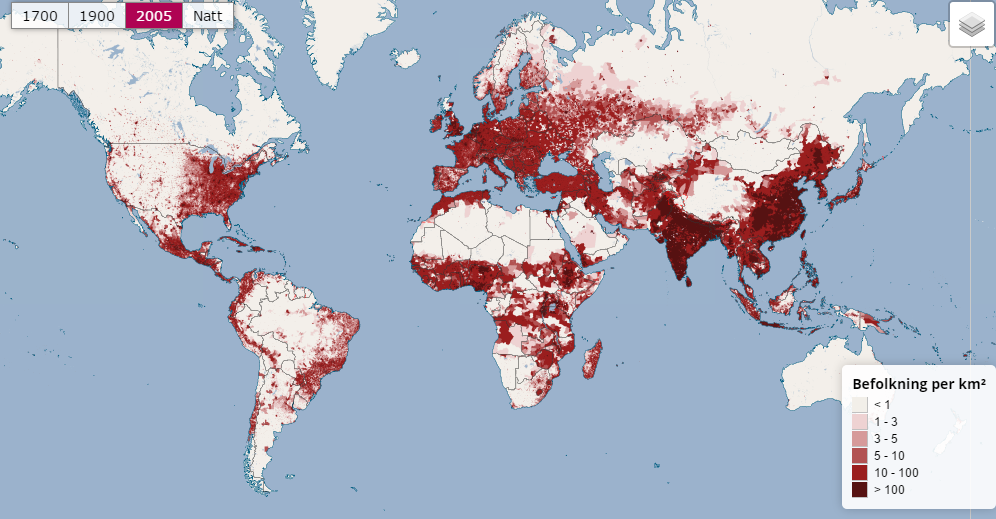 1700 1900 2005 Natt
Befolkning per km²
< 1
1 - 3
3 - 5
5 - 10
10 - 100
> 100